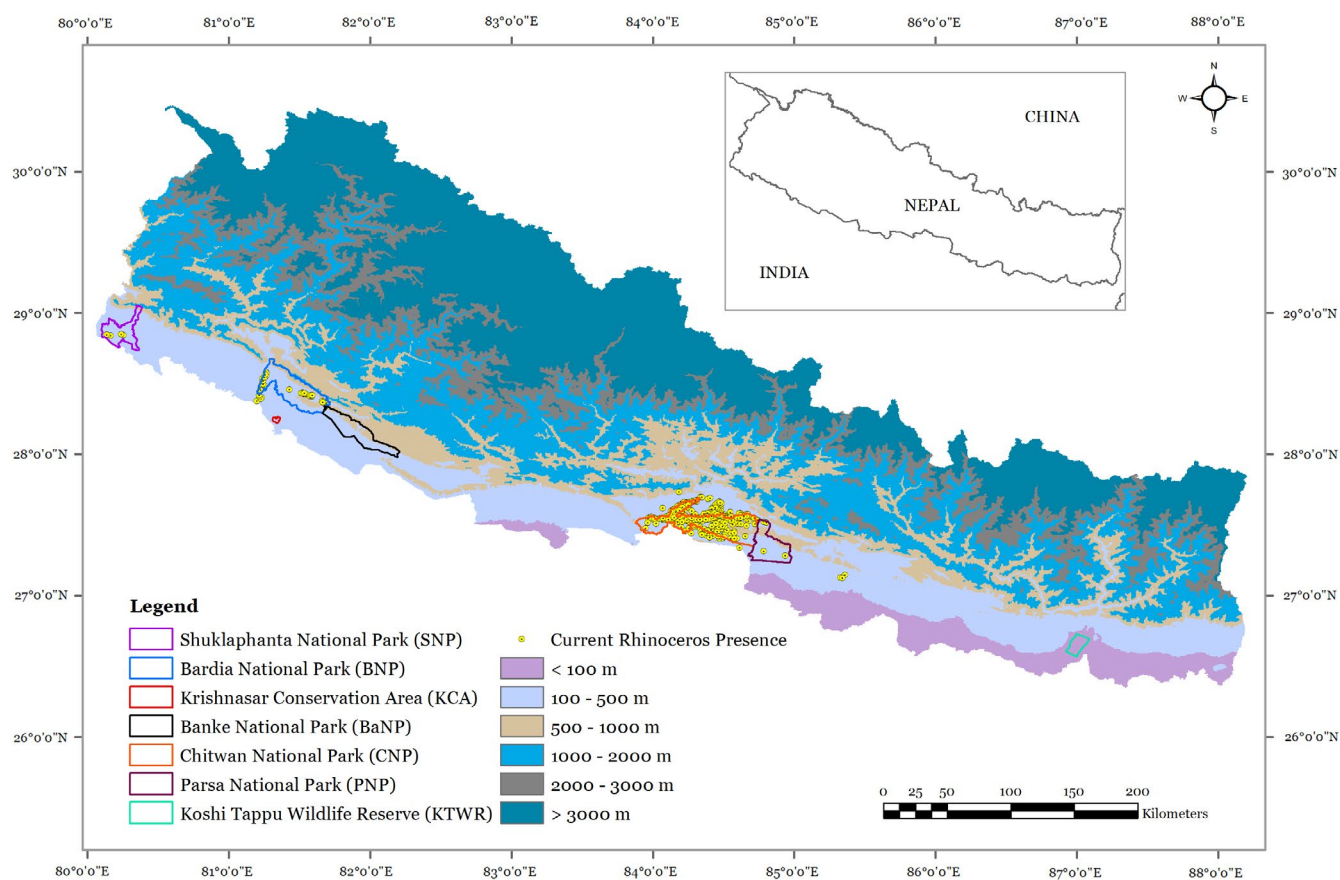 80°0'0"E 81°0'0"E 82°0'0"E 83°0'0"E 84°0'0"E 85°0'0"E 86°0'0"E 87°0'0"E 88°0'0"E
N
W E
S
CHINA
NEPAL
INDIA
30°0'0"N 30°0'0"N
29°0'0"N 29°0'0"N
28°0'0"N 28°0'0"N
27°0'0"N 27°0'0"N
26°0'0"N 26°0'0"N
Legend
Shuklaphanta National Park (SNP)
Bardia National Park (BNP)
Krishnasar Conservation Area (KCA)
Banke National Park (BaNP)
Chitwan National Park (CNP)
Parsa National Park (PNP)
Koshi Tappu Wildlife Reserve (KTWR)
Current Rhinoceros Presence
< 100 m
100 - 500 m
500 - 1000 m
1000 - 2000 m
2000 - 3000 m
> 3000 m
0 25 50 100 150 200
Kilometers
80°0'0"E 81°0'0"E 82°0'0"E 83°0'0"E 84°0'0"E 85°0'0"E 86°0'0"E 87°0'0"E 88°0'0"E